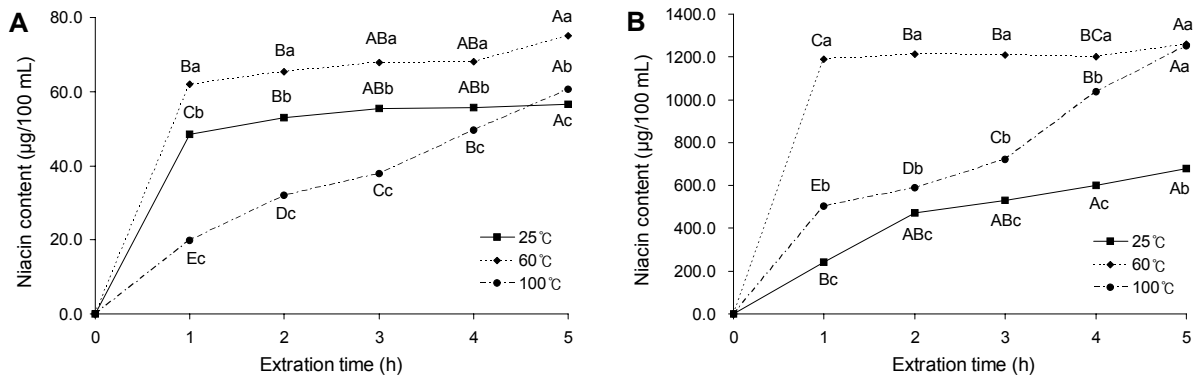 A
Niacin content (μg/100 mL)
80.0
60.0
40.0
20.0
0.0
0 1 2 3 4 5
Extration time (h)
Ba Ba ABa ABa Aa
Cb Bb ABb ABb Ac
Ec Dc Cc Bc Ab
25℃
60℃
100℃
B
Niacin content (μg/100 mL)
1400.0
1200.0
1000.0
800.0
600.0
400.0
200.0
0.0
0 1 2 3 4 5
Extration time (h)
Ca Ba Ba BCa Aa
Eb Db Cb Bb Aa
Bc ABc ABc Ac Ab
25℃
60℃
100℃